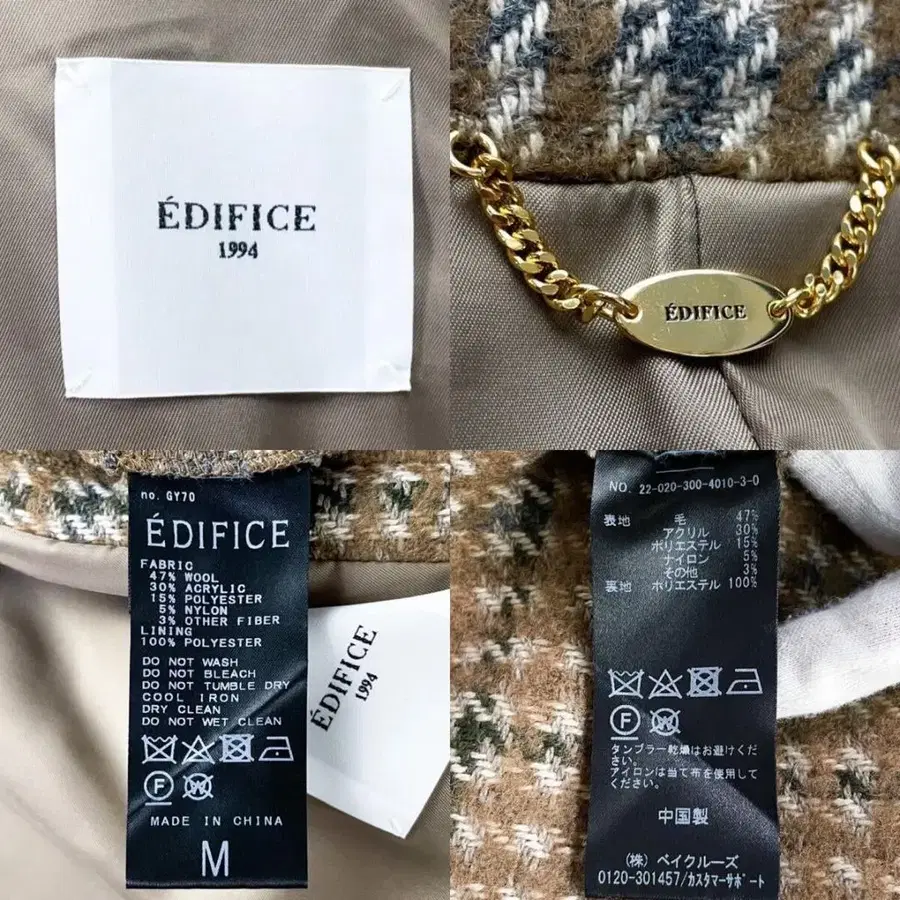 ÉDIFICE
1994
ÉDIFICE
no. GY70
ÉDIFICE
FABRIC
47% WOOL
30% ACRYLIC
15% POLYESTER
5% NYLON
3% OTHER FIBER
LINING
100% POLYESTER
DO NOT WASH
DO NOT BLEACH
DO NOT TUMBLE DRY
COOL IRON
DRY CLEAN
DO NOT WET CLEAN
F W
MADE IN CHINA
M
ÉDIFICE
1994
NO. 22-020-300-4010-3-0
表地 毛 47%
アクリル 30%
ポリエステル 15%
ナイロン 5%
その他 3%
裏地 ポリエステル 100%
F W
タンブラー乾燥はお避けくださ
い。
アイロンは当て布を使用して
ください。
中国製
(株) ベイクルーズ
0120-301457/カスタマーサポート